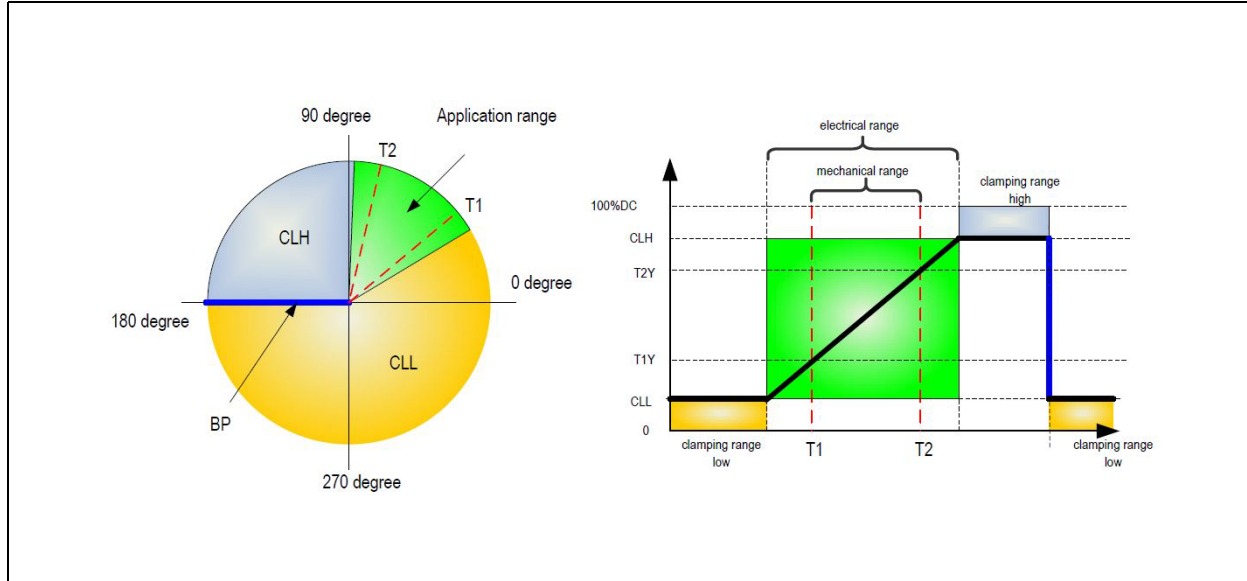 90 degree
Application range
T2
T1
CLH
0 degree
180 degree
CLL
BP
270 degree
electrical range
mechanical range
clamping range
high
100%DC
CLH
T2Y
T1Y
CLL
0
clamping range
low
T1
T2
clamping range
low